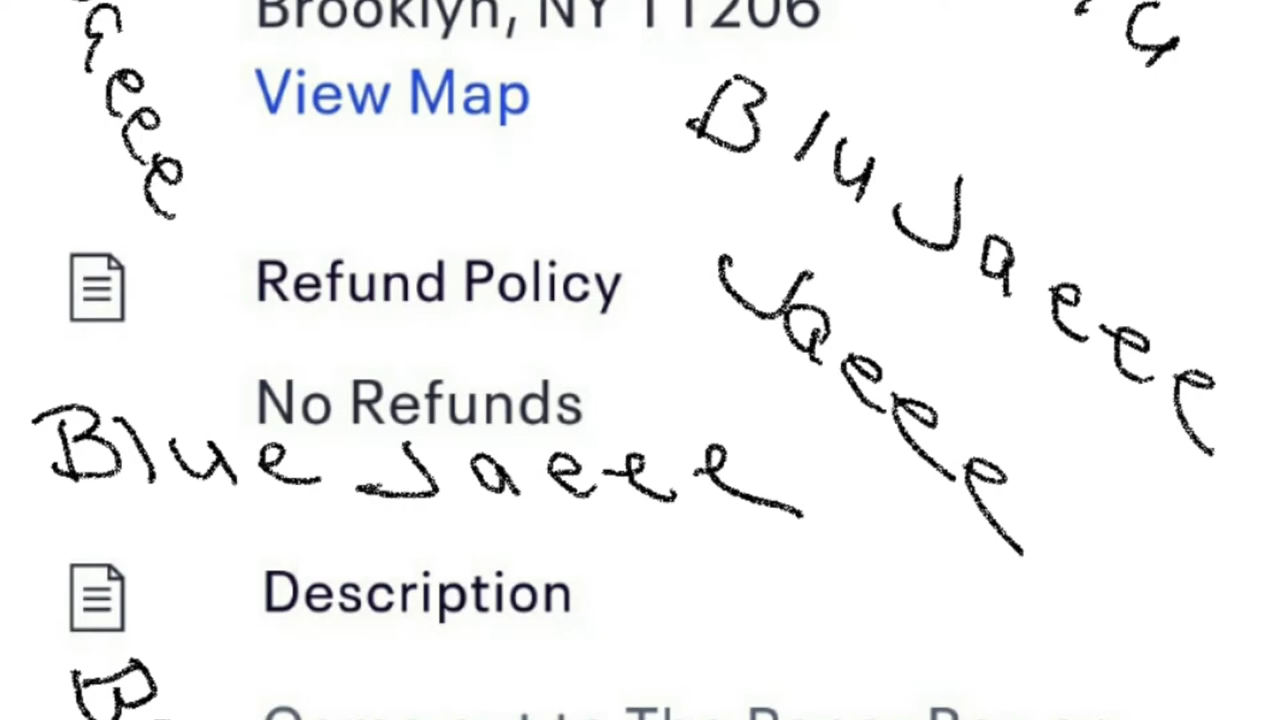 Brooklyn, NY 11206
View Map
BluJaeee
Refund Policy
Jaeee
No Refunds
Blue Jaeee
Description